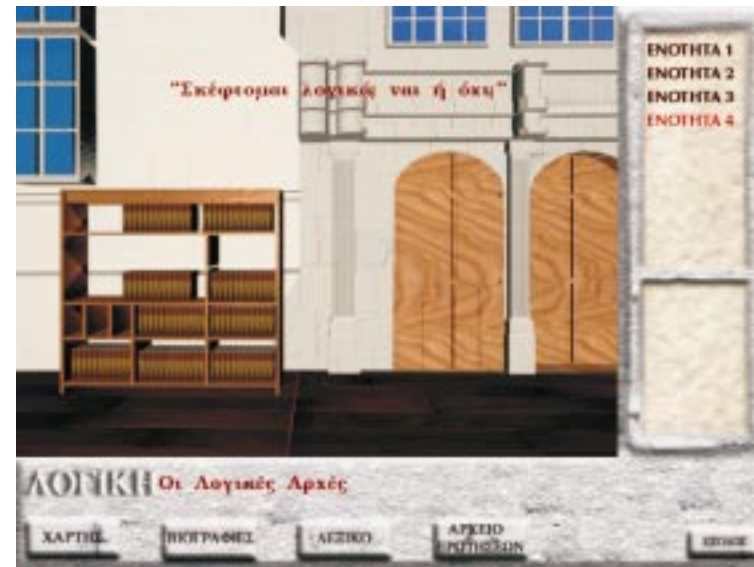 "Σκέφτομαι λογικά; ναι ή όχι;"
ΕΝΟΤΗΤΑ 1
ΕΝΟΤΗΤΑ 2
ΕΝΟΤΗΤΑ 3
ΕΝΟΤΗΤΑ 4
ΛΟΓΙΚΗ Οι Λογικές Αρχές
ΧΑΡΤΗΣ
ΒΙΟΓΡΑΦΙΕΣ
ΛΕΞΙΚΟ
ΑΡΧΕΙΟ
ΕΡΩΤΗΣΕΩΝ
ΕΞΟΔΟΣ